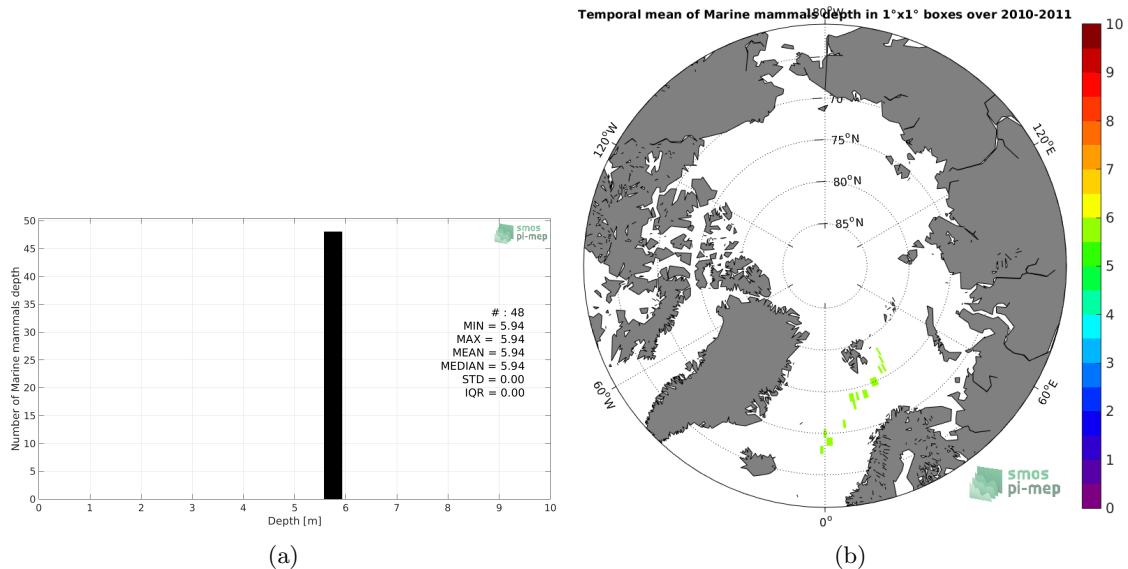 50
45
40
35
30
25
20
15
10
5
0
Number of Marine mammals depth
smos
pi-mep
# : 48
MIN = 5.94
MAX = 5.94
MEAN = 5.94
MEDIAN = 5.94
STD = 0.00
IQR = 0.00
0 1 2 3 4 5 6 7 8 9 10
Depth [m]
(a)
Temporal mean of Marine mammals depth in 1°x1° boxes over 2010-2011
180°W
120°W
120°E
60°W
60°E
0°
70
75°N
80°N
85°N
smos
pi-mep
10
9
8
7
6
5
4
3
2
1
0
(b)